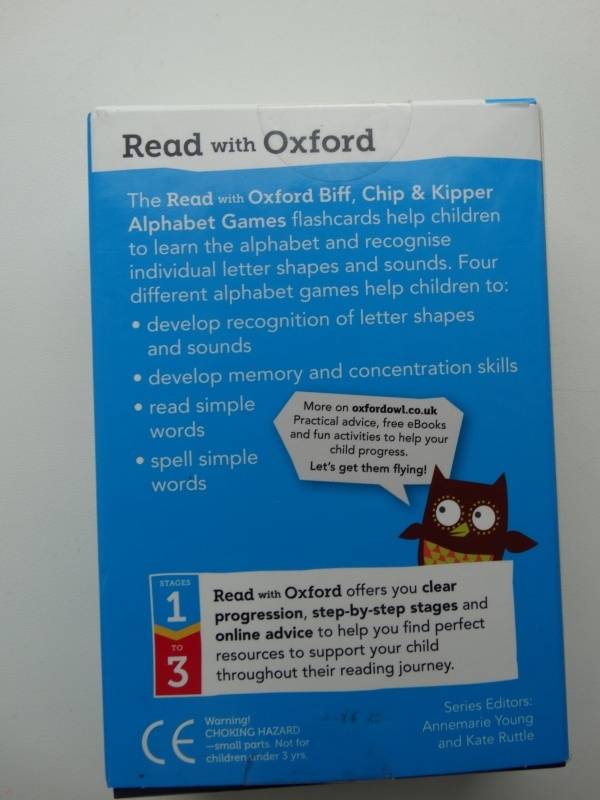 Read with Oxford
The Read with Oxford Biff, Chip & Kipper
Alphabet Games flashcards help children
to learn the alphabet and recognise
individual letter shapes and sounds. Four
different alphabet games help children to:
• develop recognition of letter shapes
and sounds
• develop memory and concentration skills
• read simple
words
• spell simple
words
More on oxfordowl.co.uk
Practical advice, free eBooks
and fun activities to help your
child progress.
Let's get them flying!
STAGES
1
TO
3
Read with Oxford offers you clear
progression, step-by-step stages and
online advice to help you find perfect
resources to support your child
throughout their reading journey.
CE
Warning!
CHOKING HAZARD
—small parts. Not for
children under 3 yrs.
Series Editors:
Annemarie Young
and Kate Ruttle